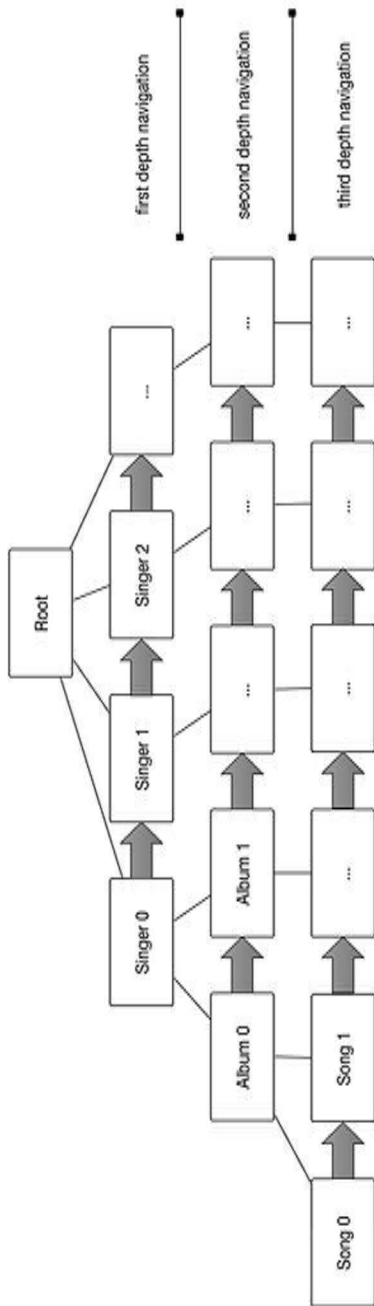 Root
Singer 0
Singer 1
Singer 2
...
first depth navigation
Album 0
Album 1
...
...
...
second depth navigation
Song 0
Song 1
...
...
...
...
third depth navigation